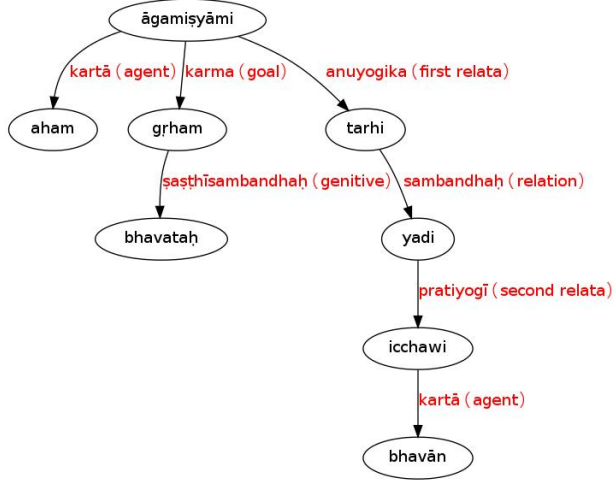 āgamiṣyāmi
kartā (agent) karma (goal) anuyogika (first relata)
aham gṛham tarhi
ṣaṣṭhīsambandhaḥ (genitive) sambandhaḥ (relation)
bhavataḥ yadi
pratiyogī (second relata)
icchawi
kartā (agent)
bhavān